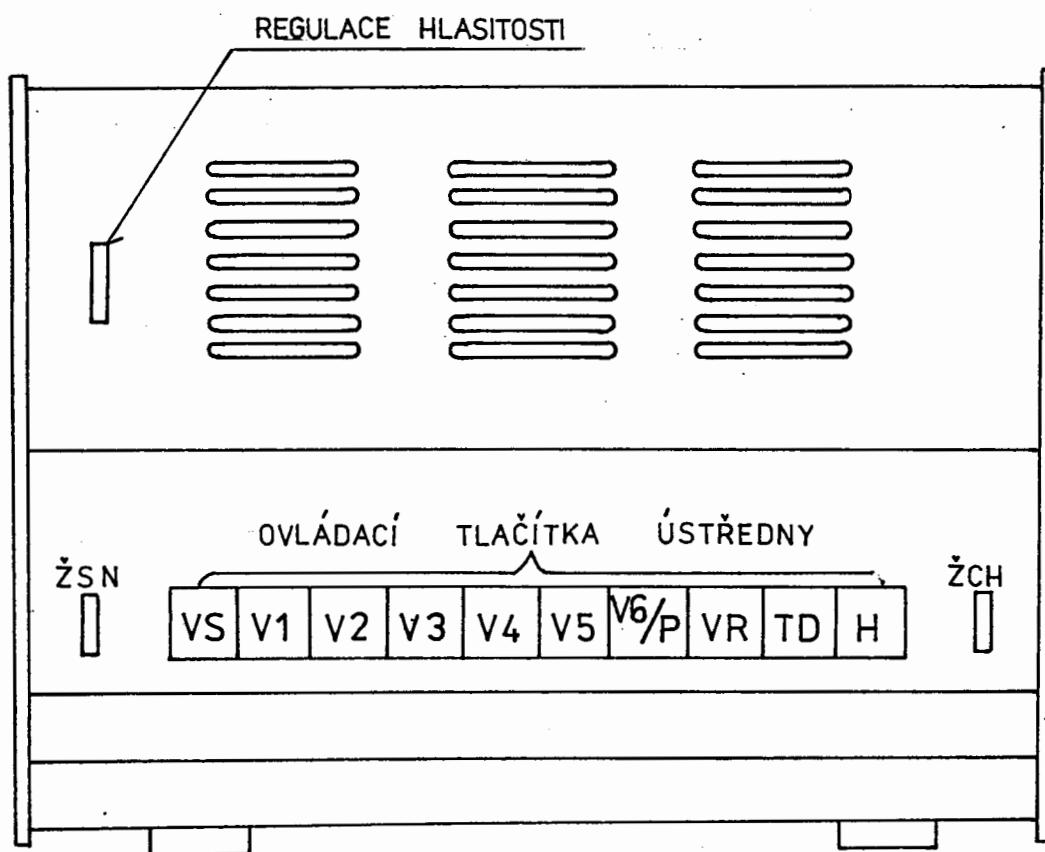 REGULACE HLASITOSTI
OVLÁDACÍ TLAČÍTKA ÚSTŘEDNY
ŽSN
ŽCH
VS V1 V2 V3 V4 V5 V6/P VR TD H